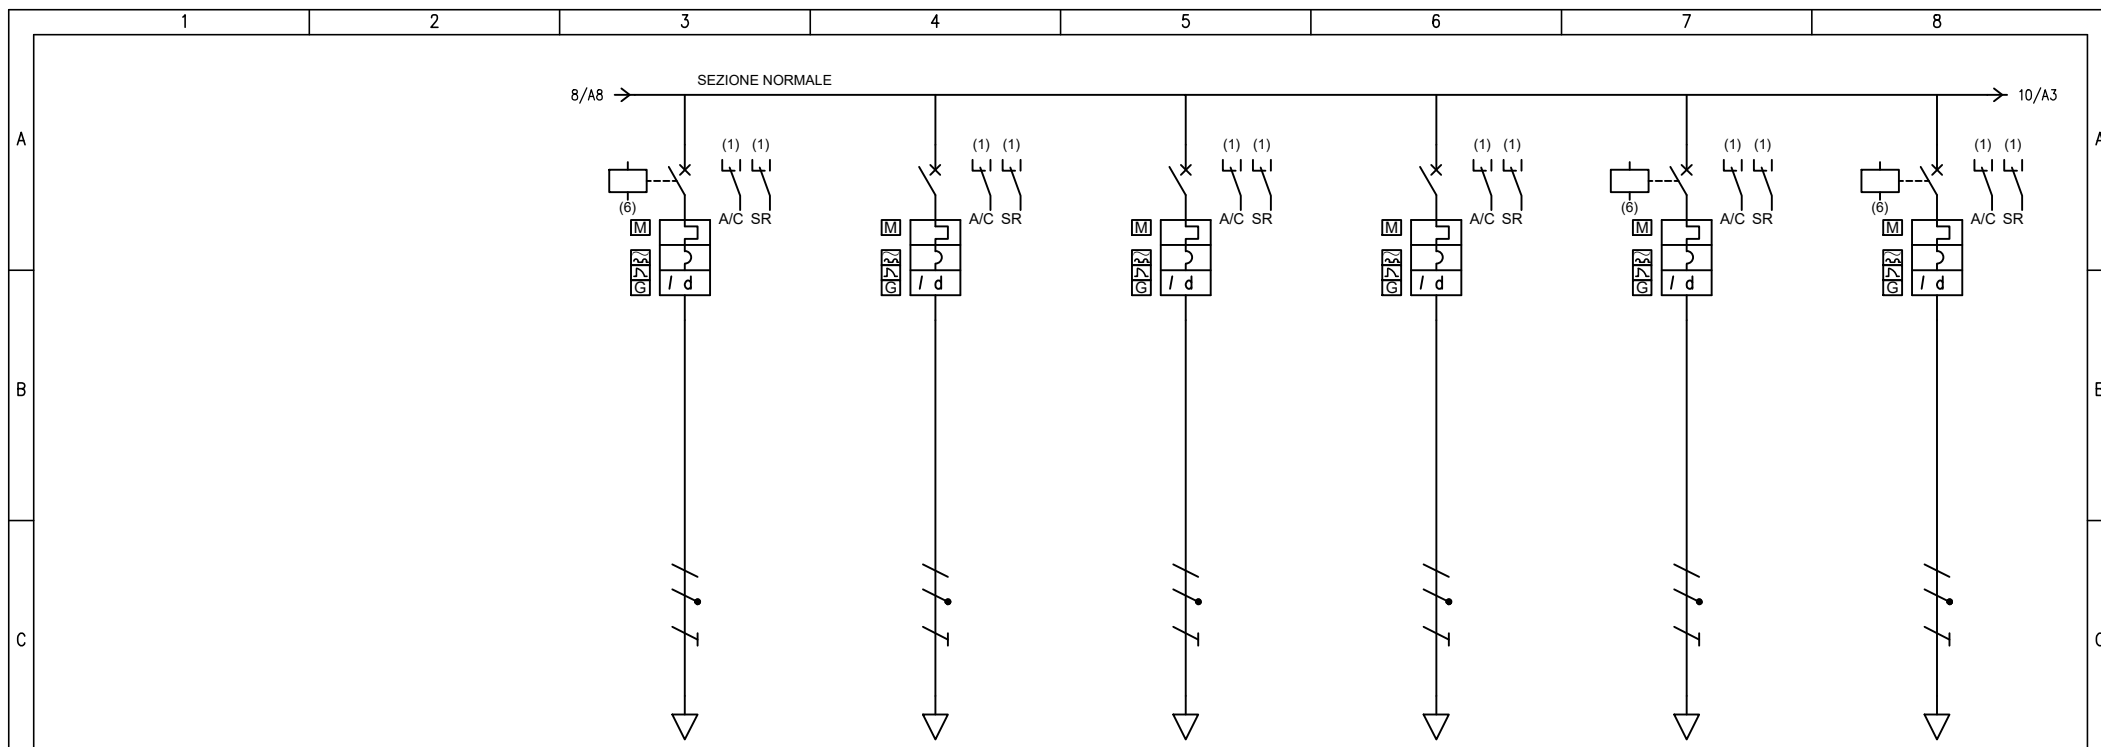 1 2 3 4 5 6 7 8
SEZIONE NORMALE
8/A8 10/A3
A A
(1) (1) (1) (1) (1) (1) (1) (1) (1) (1) (1) (1)
(6) (6) (6)
A/C SR A/C SR A/C SR A/C SR A/C SR A/C SR
M M M M M M
I d I d I d I d I d I d
G G G G G G
B
C